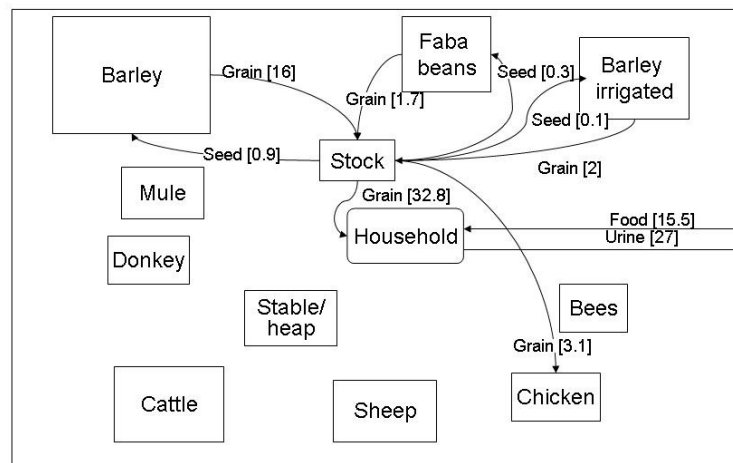 Barley
Grain [16]
Faba
beans
Grain [1.7]
Seed [0.3]
Barley
irrigated
Seed [0.1]
Seed [0.9]
Stock
Grain [2]
Mule
Grain [32.8]
Household
Food [15.5]
Urine [27]
Donkey
Stable/
heap
Bees
Grain [3.1]
Cattle
Sheep
Chicken